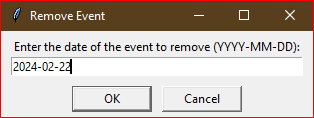 Remove Event
Enter the date of the event to remove (YYYY-MM-DD):
2024-02-22
OK
Cancel